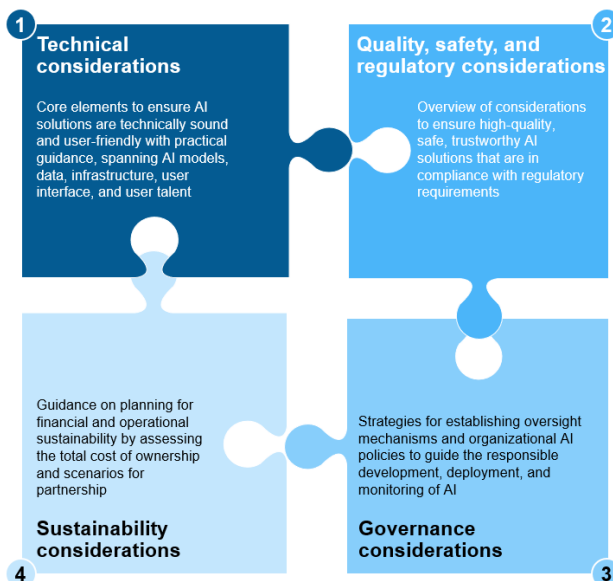 1
Technical
considerations
Core elements to ensure AI
solutions are technically sound
and user-friendly with practical
guidance, spanning AI models,
data, infrastructure, user
interface, and user talent
2
Quality, safety, and
regulatory considerations
Overview of considerations
to ensure high-quality,
safe, trustworthy AI
solutions that are in
compliance with regulatory
requirements
Guidance on planning for
financial and operational
sustainability by assessing
the total cost of ownership
and scenarios for
partnership
Sustainability
considerations
4
Strategies for establishing oversight
mechanisms and organizational AI
policies to guide the responsible
development, deployment, and
monitoring of AI
Governance
considerations
3